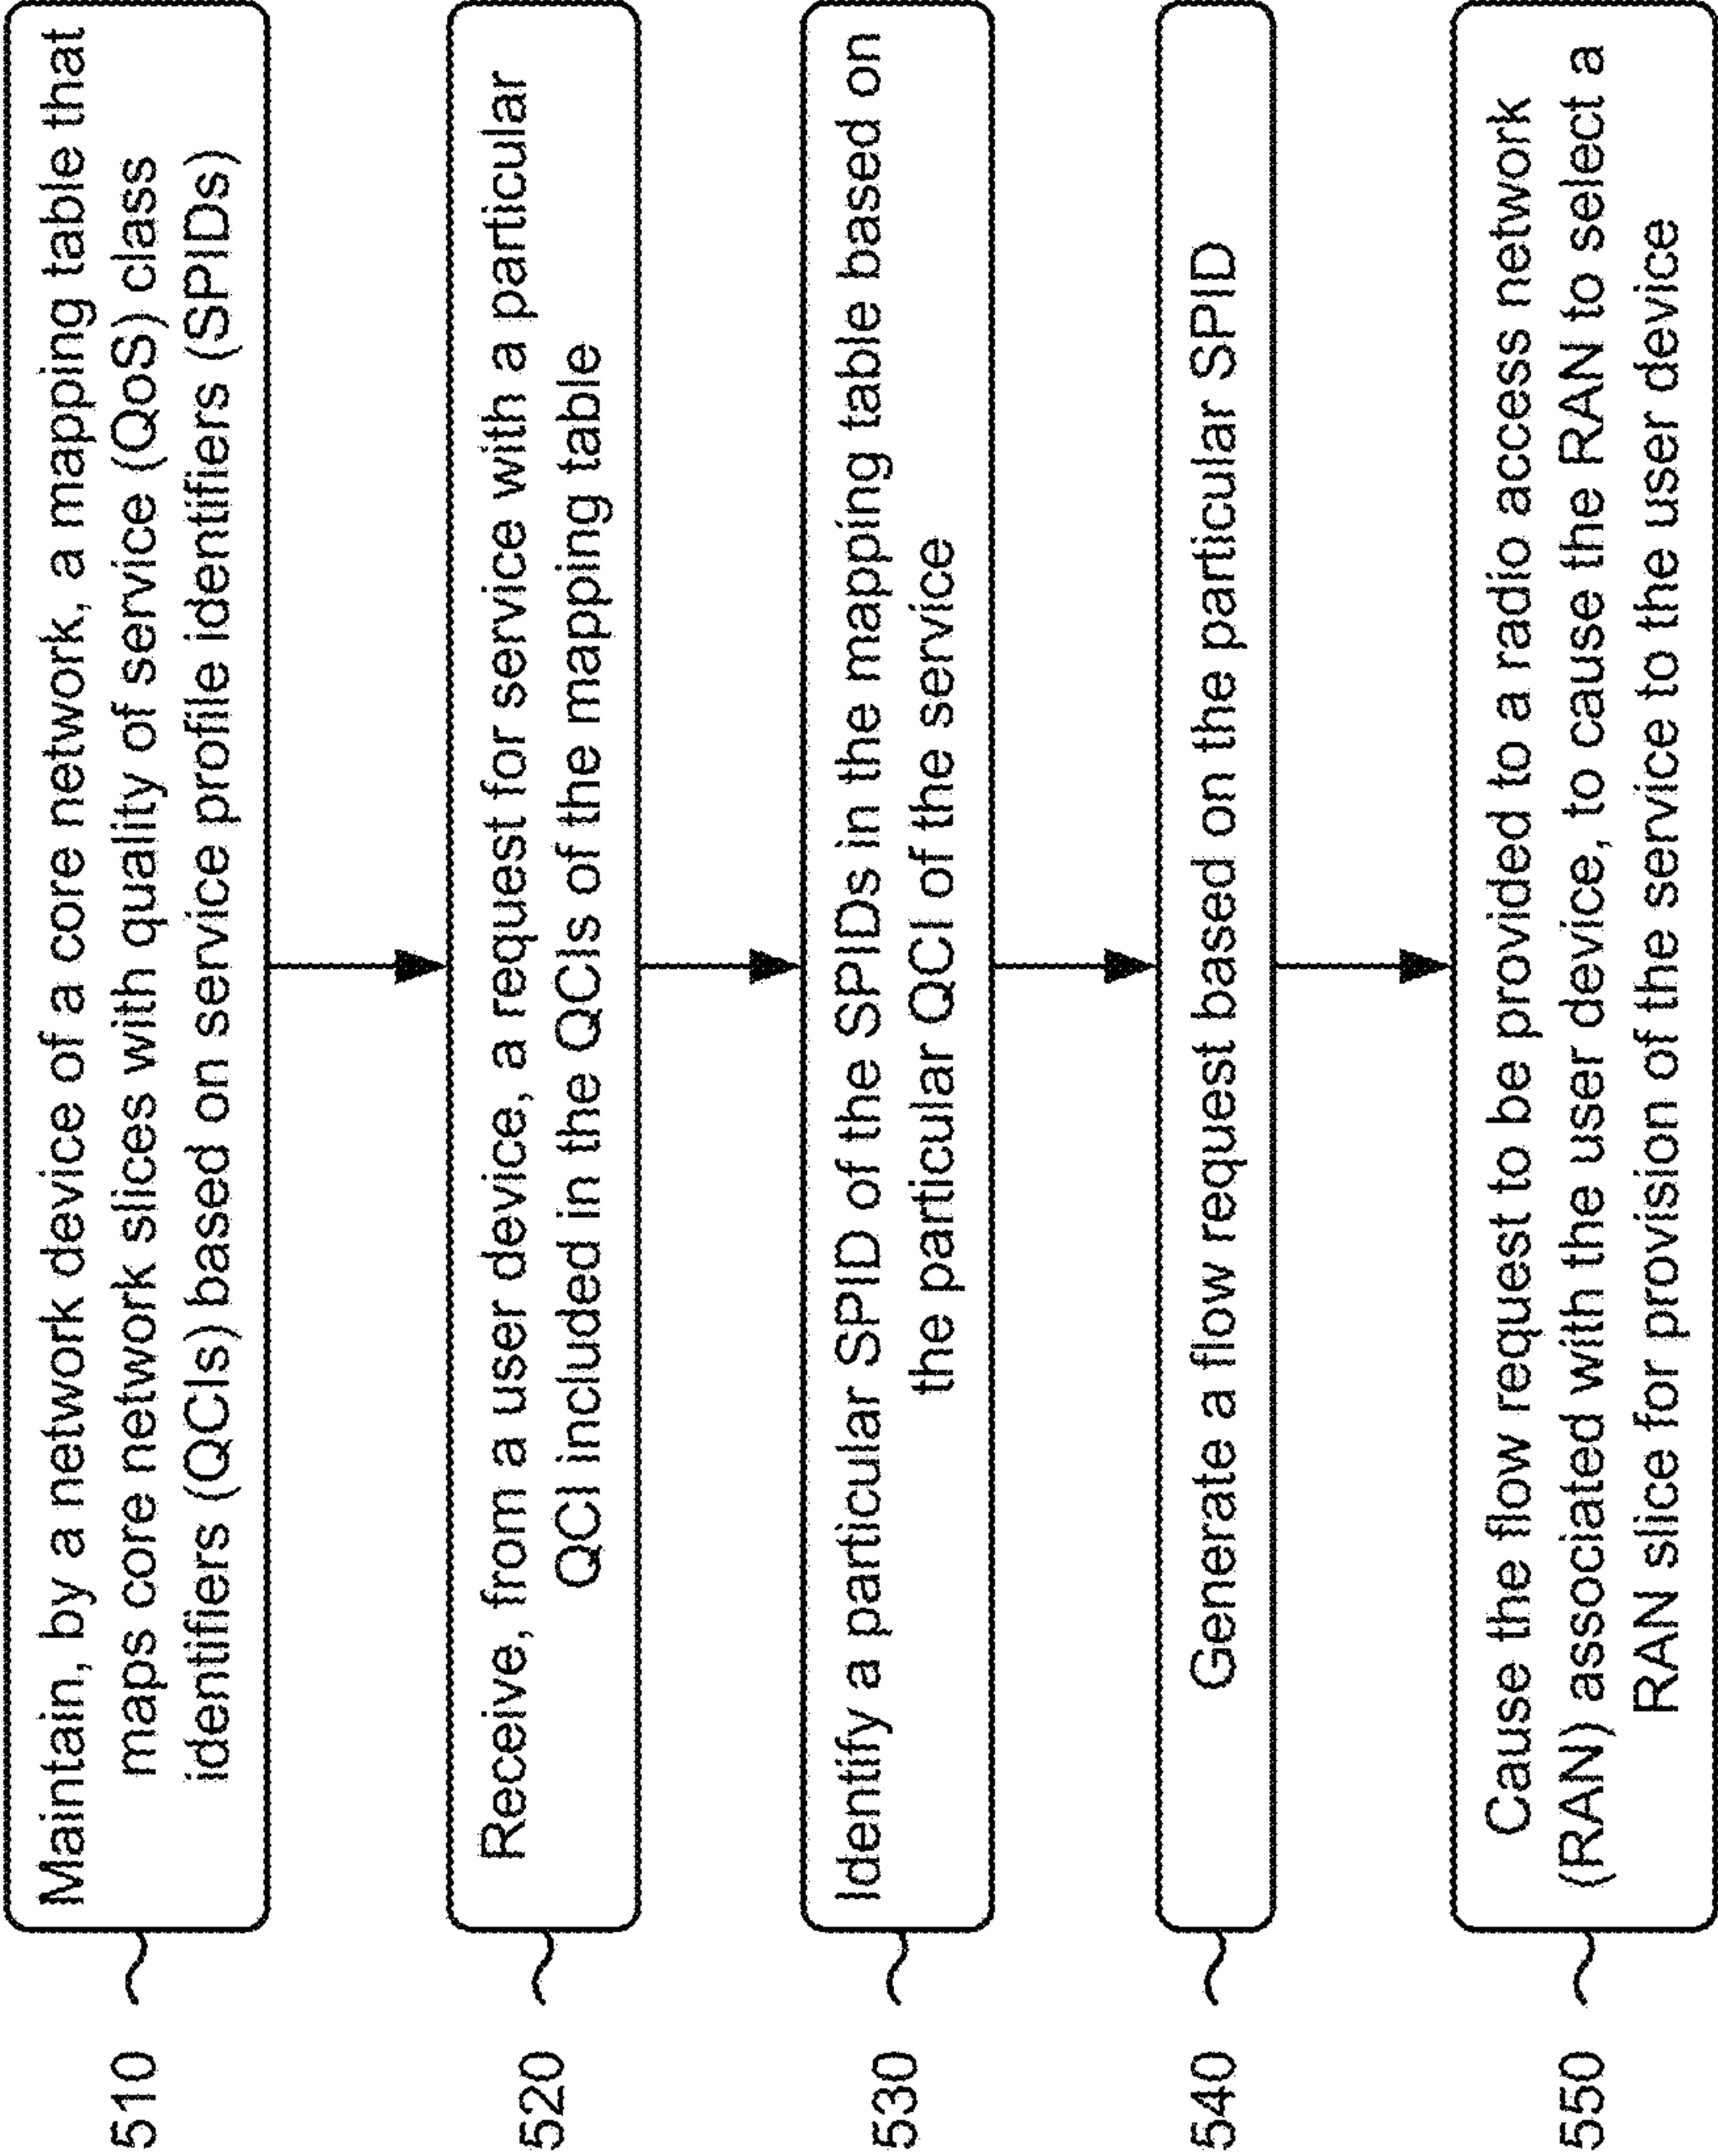 510
Maintain, by a network device of a core network, a mapping table that
maps core network slices with quality of service (QoS) class
identifiers (QCIs) based on service profile identifiers (SPIDs)
520
Receive, from a user device, a request for service with a particular
QCI included in the QCIs of the mapping table
530
Identify a particular SPID of the SPIDs in the mapping table based on
the particular QCI of the service
540
Generate a flow request based on the particular SPID
550
Cause the flow request to be provided to a radio access network
(RAN) associated with the user device, to cause the RAN to select a
RAN slice for provision of the service to the user device